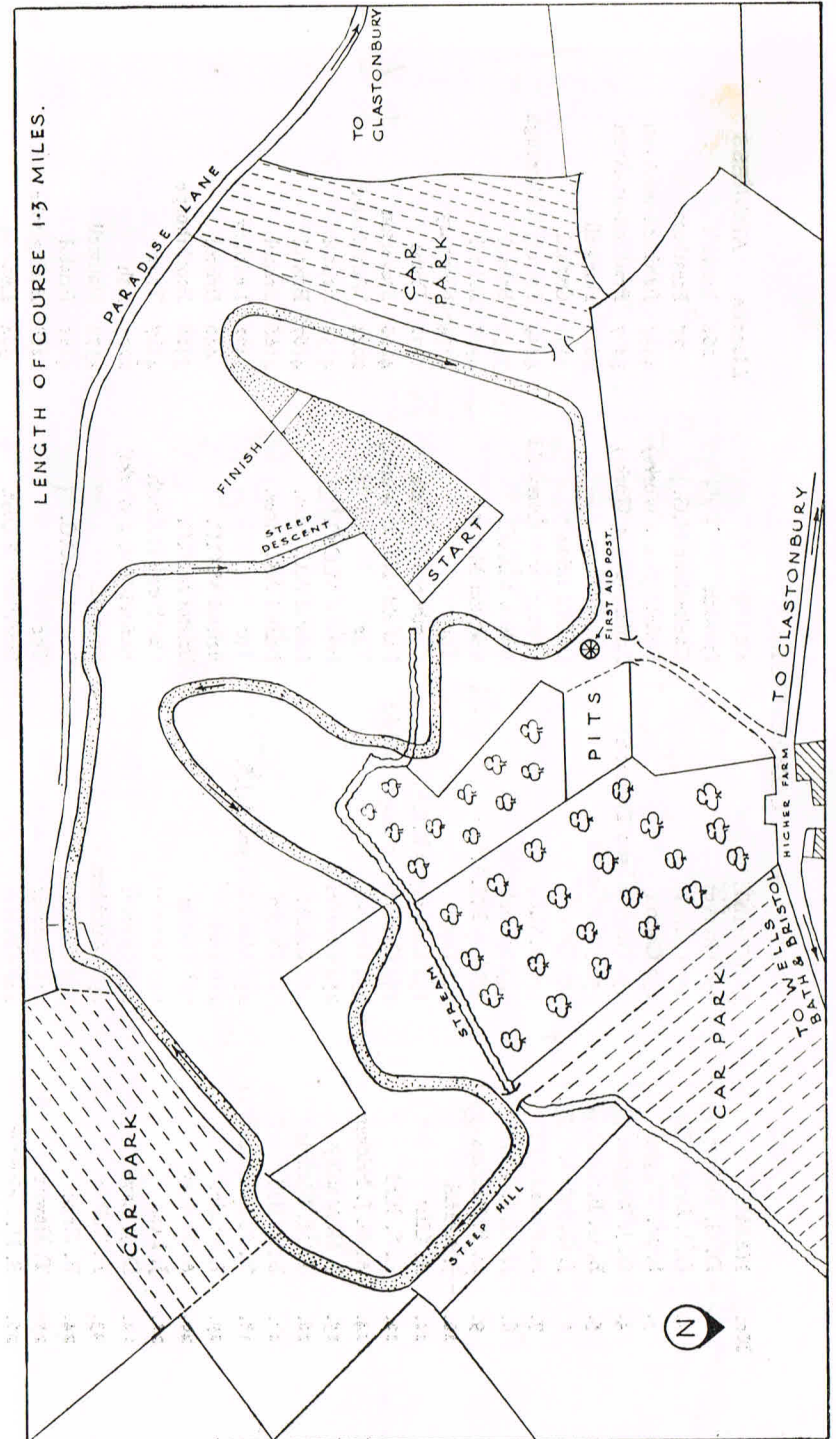 LENGTH OF COURSE 1·3 MILES.
PARADISE LANE
TO
GLASTONBURY
CAR
PARK
FINISH
STEEP
DESCENT
START
FIRST AID POST.
PITS
TO GLASTONBURY
HIGHER FARM
TO WELLS
BATH & BRISTOL
CAR PARK
STREAM
STEEP HILL
CAR PARK
N